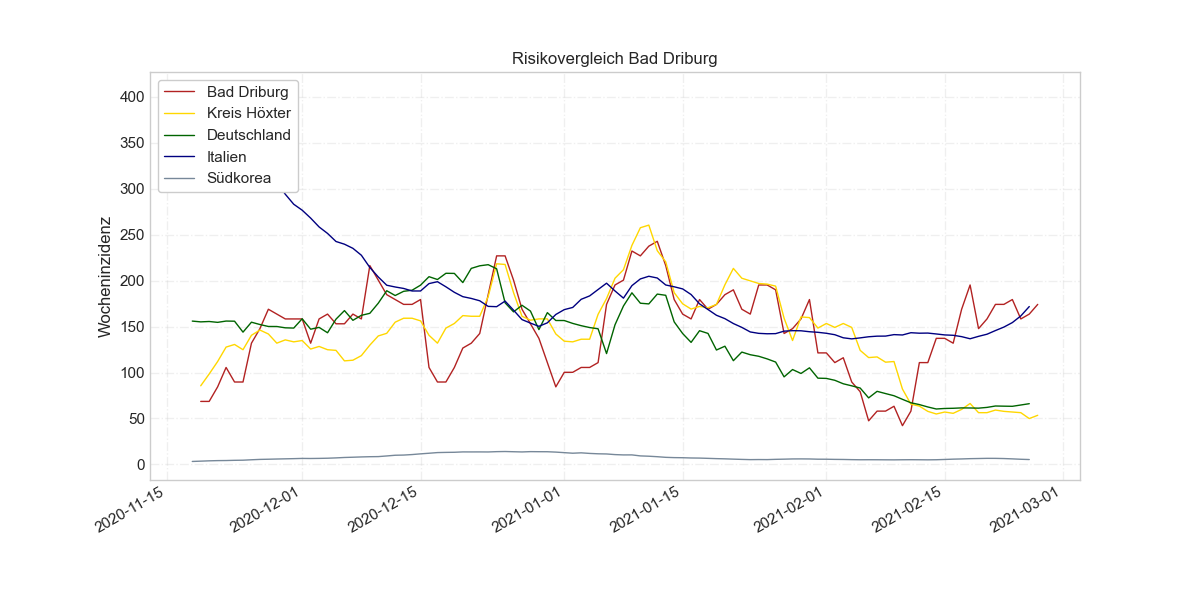 Risikovergleich Bad Driburg
Wocheninzidenz
400
350
300
250
200
150
100
50
0
Bad Driburg
Kreis Höxter
Deutschland
Italien
Südkorea
2020-11-15
2020-12-01
2020-12-15
2021-01-01
2021-01-15
2021-02-01
2021-02-15
2021-03-01